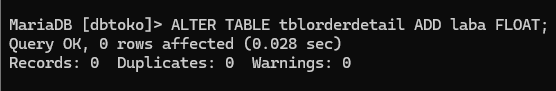 MariaDB [dbtoko]> ALTER TABLE tblorderdetail ADD laba FLOAT;
Query OK, 0 rows affected (0.028 sec)
Records: 0  Duplicates: 0  Warnings: 0